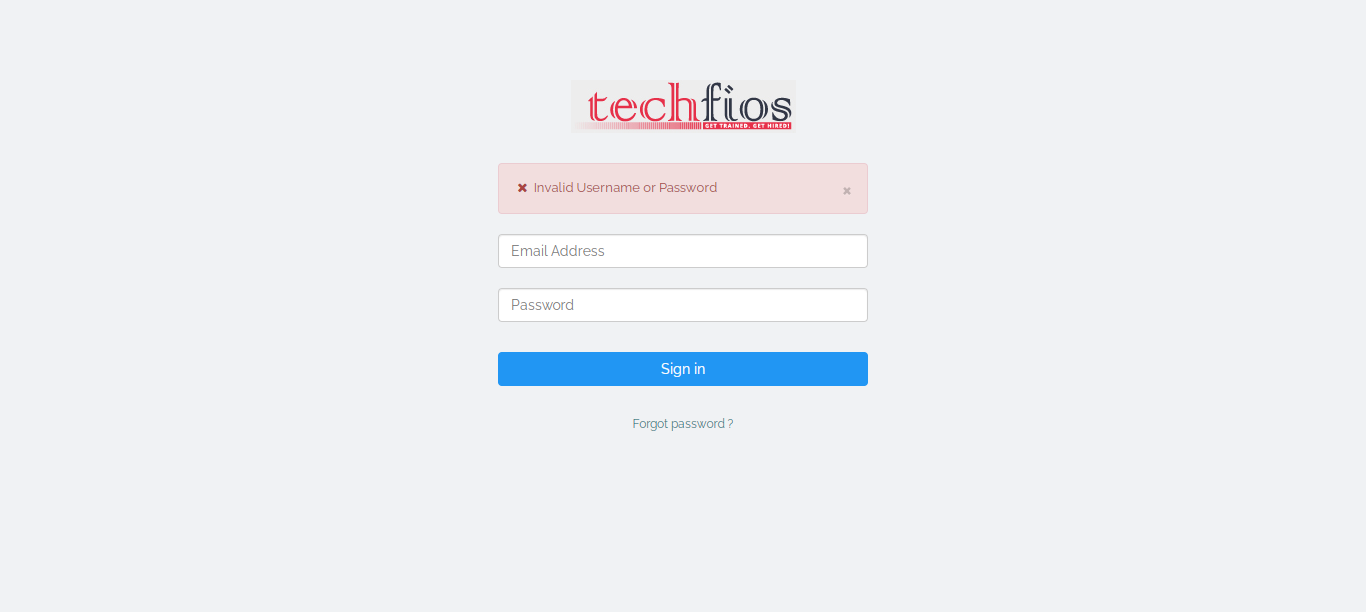 techfios
GET TRAINED. GET HIRED!
Invalid Username or Password
Email Address
Password
Sign in
Forgot password ?